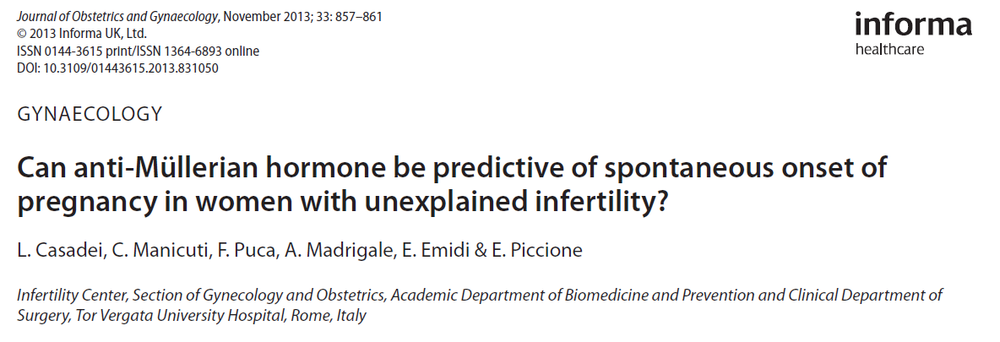 Journal of Obstetrics and Gynaecology, November 2013; 33: 857–861
© 2013 Informa UK, Ltd.
ISSN 0144-3615 print/ISSN 1364-6893 online
DOI: 10.3109/01443615.2013.831050
informa
healthcare
GYNAECOLOGY
Can anti-Müllerian hormone be predictive of spontaneous onset of
pregnancy in women with unexplained infertility?
L. Casadei, C. Manicuti, F. Puca, A. Madrigale, E. Emidi & E. Piccione
Infertility Center, Section of Gynecology and Obstetrics, Academic Department of Biomedicine and Prevention and Clinical Department of
Surgery, Tor Vergata University Hospital, Rome, Italy